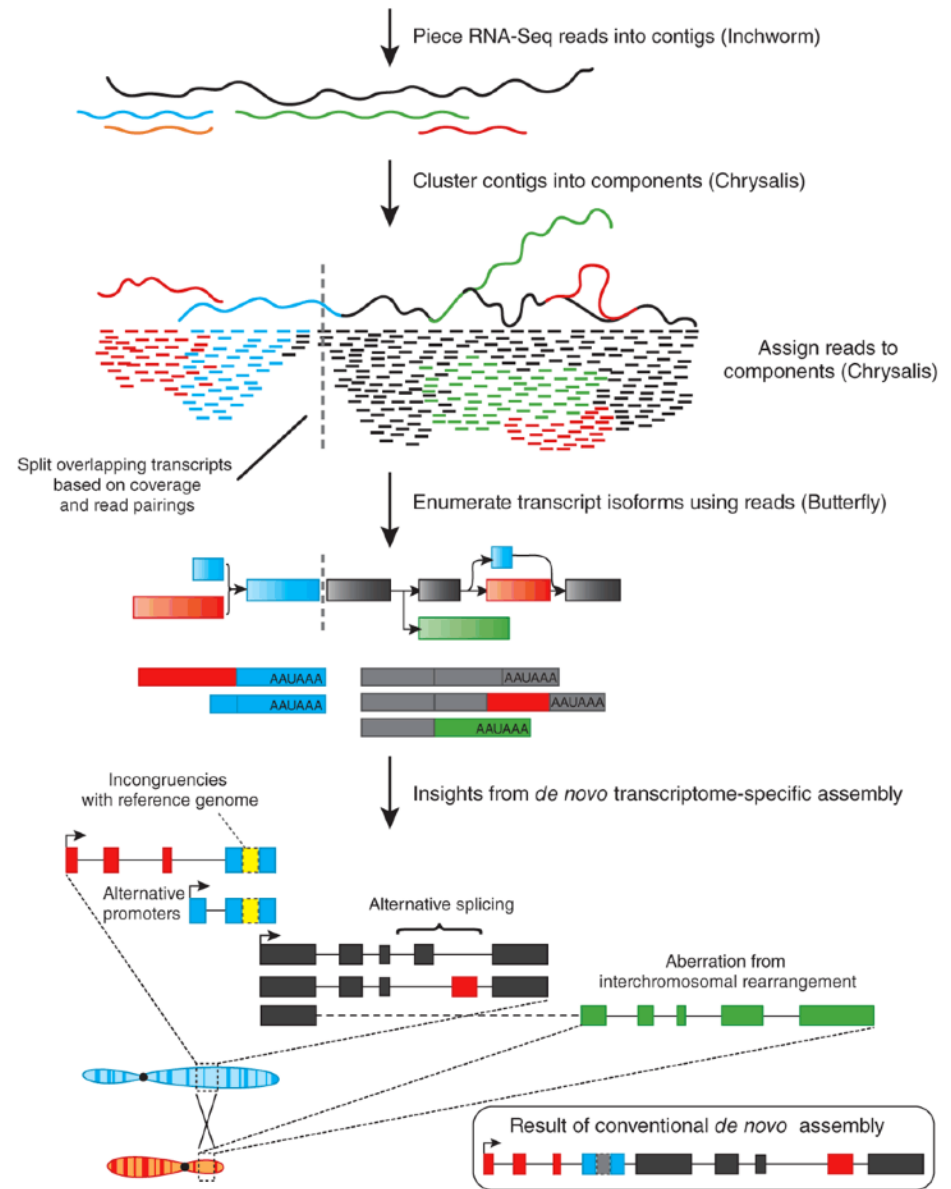 Piece RNA-Seq reads into contigs (Inchworm)
Cluster contigs into components (Chrysalis)
Assign reads to
components (Chrysalis)
Split overlapping transcripts
based on coverage
and read pairings
Enumerate transcript isoforms using reads (Butterfly)
AAUAAA
AAUAAA
AAUAAA
AAUAAA
AAUAAA
Insights from de novo transcriptome-specific assembly
Incongruencies
with reference genome
Alternative
promoters
Alternative splicing
Aberration from
interchromosomal rearrangement
Result of conventional de novo assembly